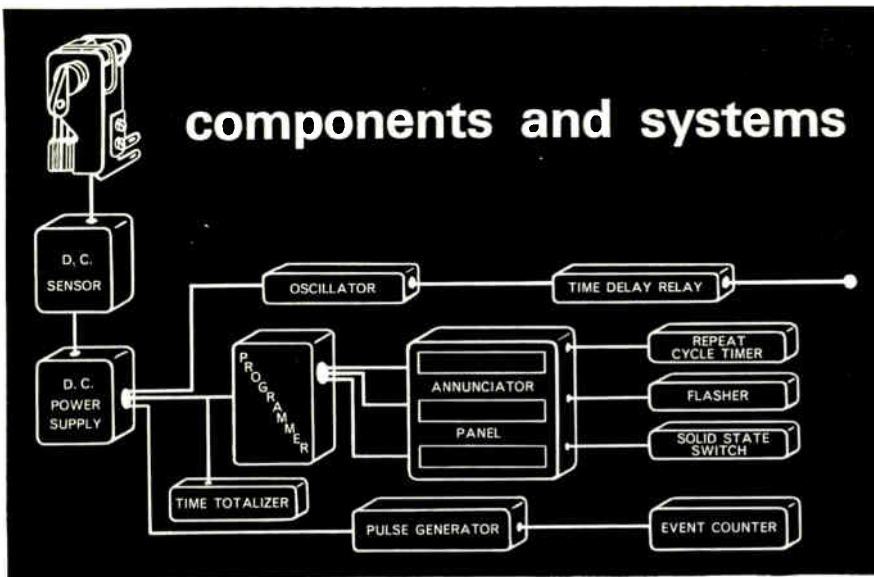 components and systems
D. C.
SENSOR
OSCILLATOR
TIME DELAY RELAY
D. C.
POWER
SUPPLY
PROGRAMMER
ANNUNCIATOR
PANEL
REPEAT
CYCLE TIMER
FLASHER
SOLID STATE
SWITCH
TIME TOTALIZER
PULSE GENERATOR
EVENT COUNTER